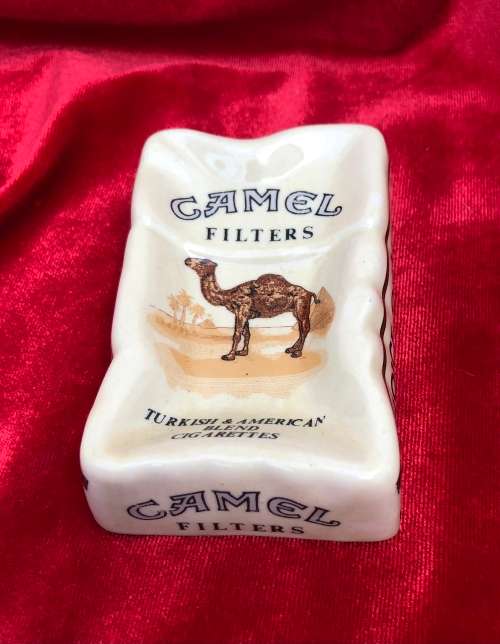 CAMEL
FILTERS
TURKISH & AMERICAN
BLEND
CIGARETTES
CAMEL
FILTERS